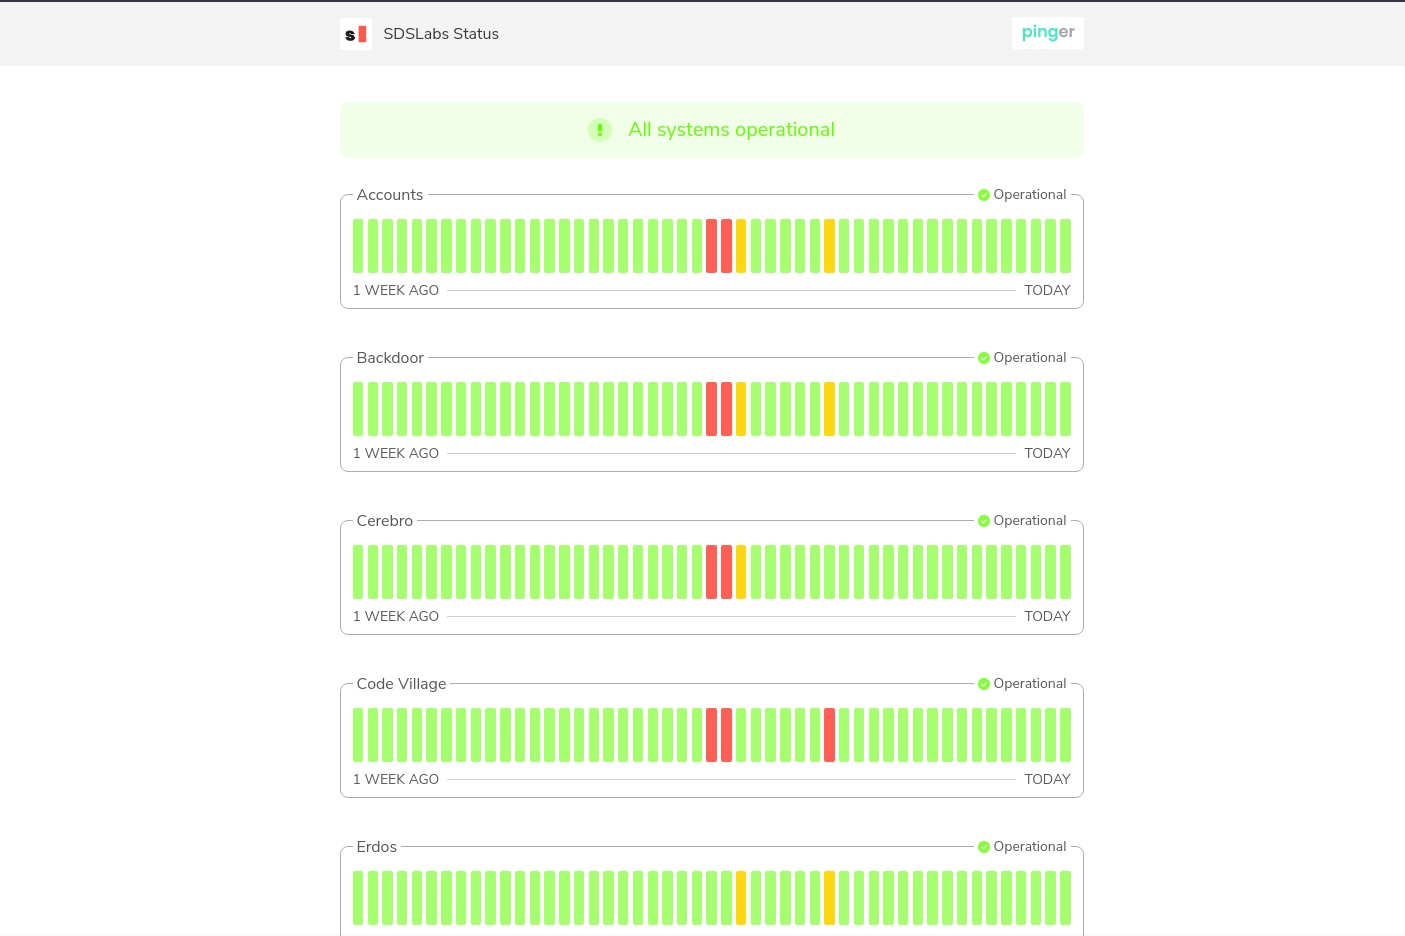 s SDSLabs Status pinger
All systems operational
Accounts Operational
1 WEEK AGO TODAY
Backdoor Operational
1 WEEK AGO TODAY
Cerebro Operational
1 WEEK AGO TODAY
Code Village Operational
1 WEEK AGO TODAY
Erdos Operational